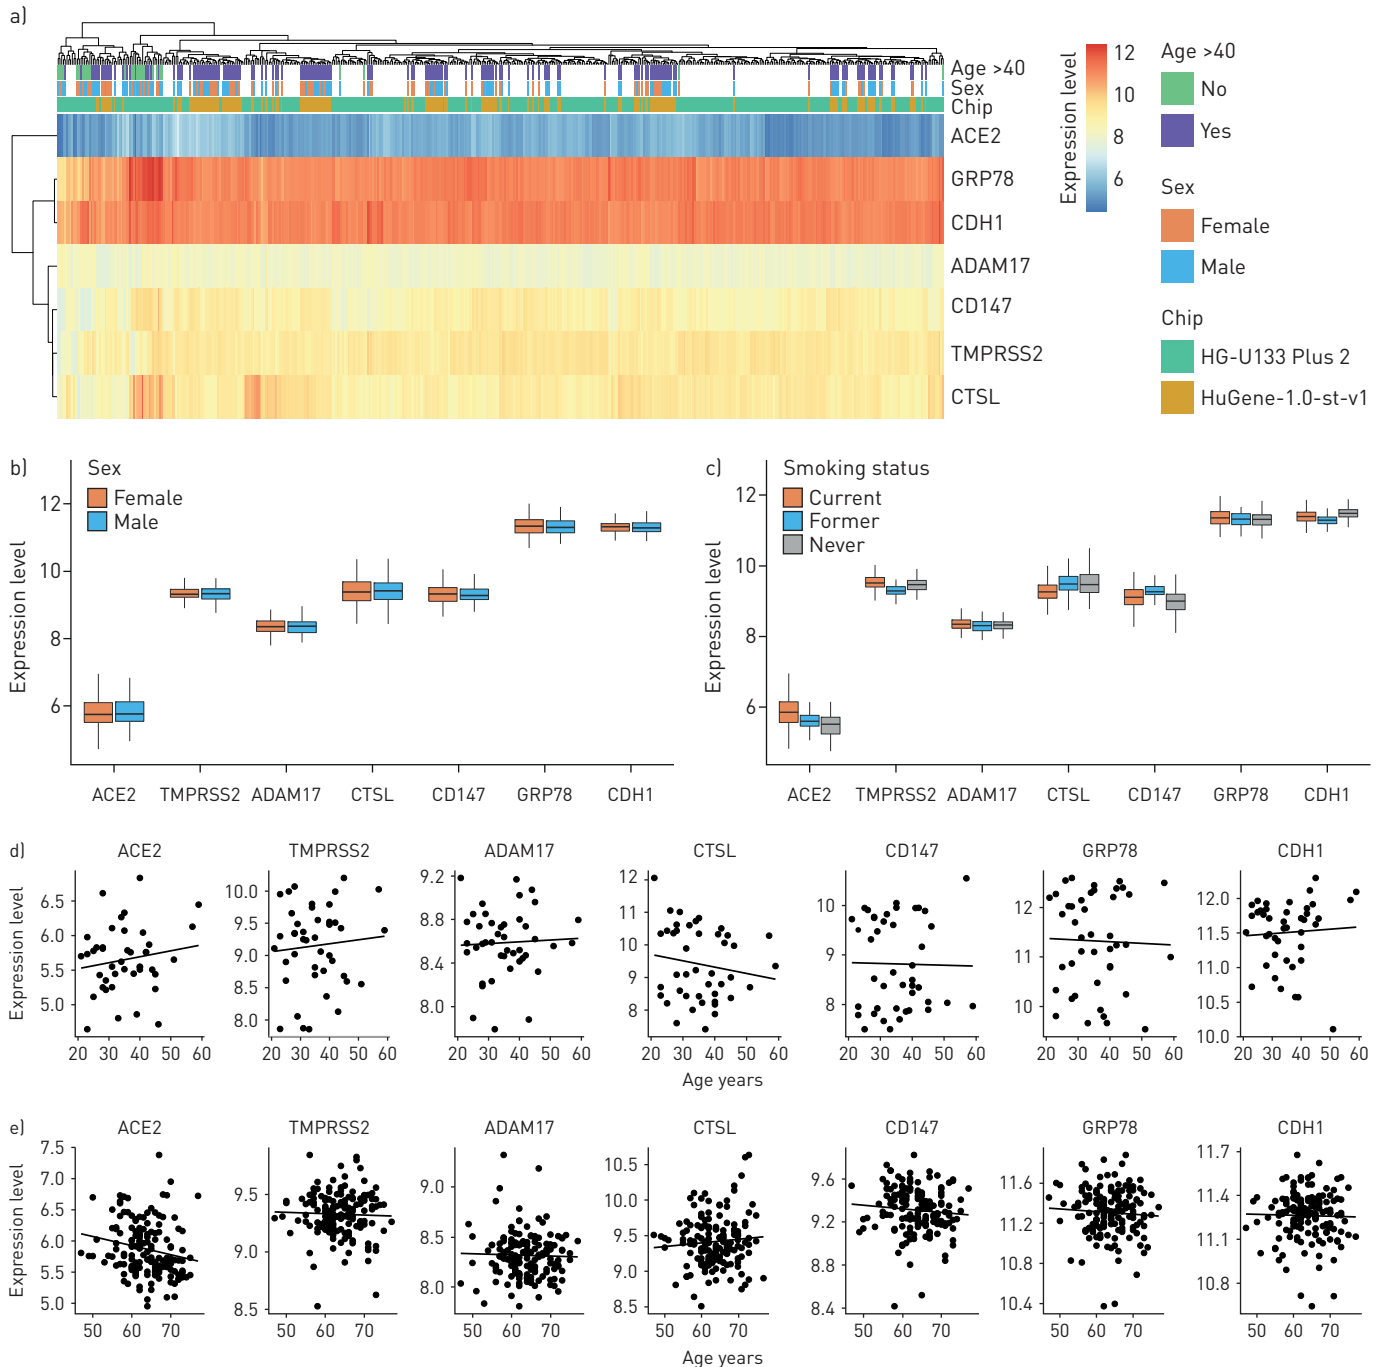 a)
Age >40
Sex
Chip
ACE2
GRP78
CDH1
ADAM17
CD147
TMPRSS2
CTSL
Expression level
12
10
8
6
Age >40
No
Yes
Sex
Female
Male
Chip
HG-U133 Plus 2
HuGene-1.0-st-v1
b)
Sex
Female
Male
Expression level
12
10
8
6
ACE2 TMPRSS2 ADAM17 CTSL CD147 GRP78 CDH1
c)
Smoking status
Current
Former
Never
Expression level
12
10
8
6
ACE2 TMPRSS2 ADAM17 CTSL CD147 GRP78 CDH1
d)
Expression level
ACE2
6.5
6.0
5.5
5.0
20 30 40 50 60
TMPRSS2
10.0
9.5
9.0
8.5
8.0
20 30 40 50 60
ADAM17
9.2
8.8
8.4
8.0
20 30 40 50 60
CTSL
12
11
10
9
8
20 30 40 50 60
CD147
10
9
8
20 30 40 50 60
GRP78
12
11
10
20 30 40 50 60
CDH1
12.0
11.5
11.0
10.5
10.0
20 30 40 50 60
Age years
e)
Expression level
ACE2
7.5
7.0
6.5
6.0
5.5
5.0
50 60 70
TMPRSS2
9.5
9.0
8.5
50 60 70
ADAM17
9.0
8.5
8.0
50 60 70
CTSL
10.5
10.0
9.5
9.0
8.5
50 60 70
CD147
9.6
9.2
8.8
8.4
50 60 70
GRP78
11.6
11.2
10.8
10.4
50 60 70
CDH1
11.7
11.4
11.1
10.8
50 60 70
Age years